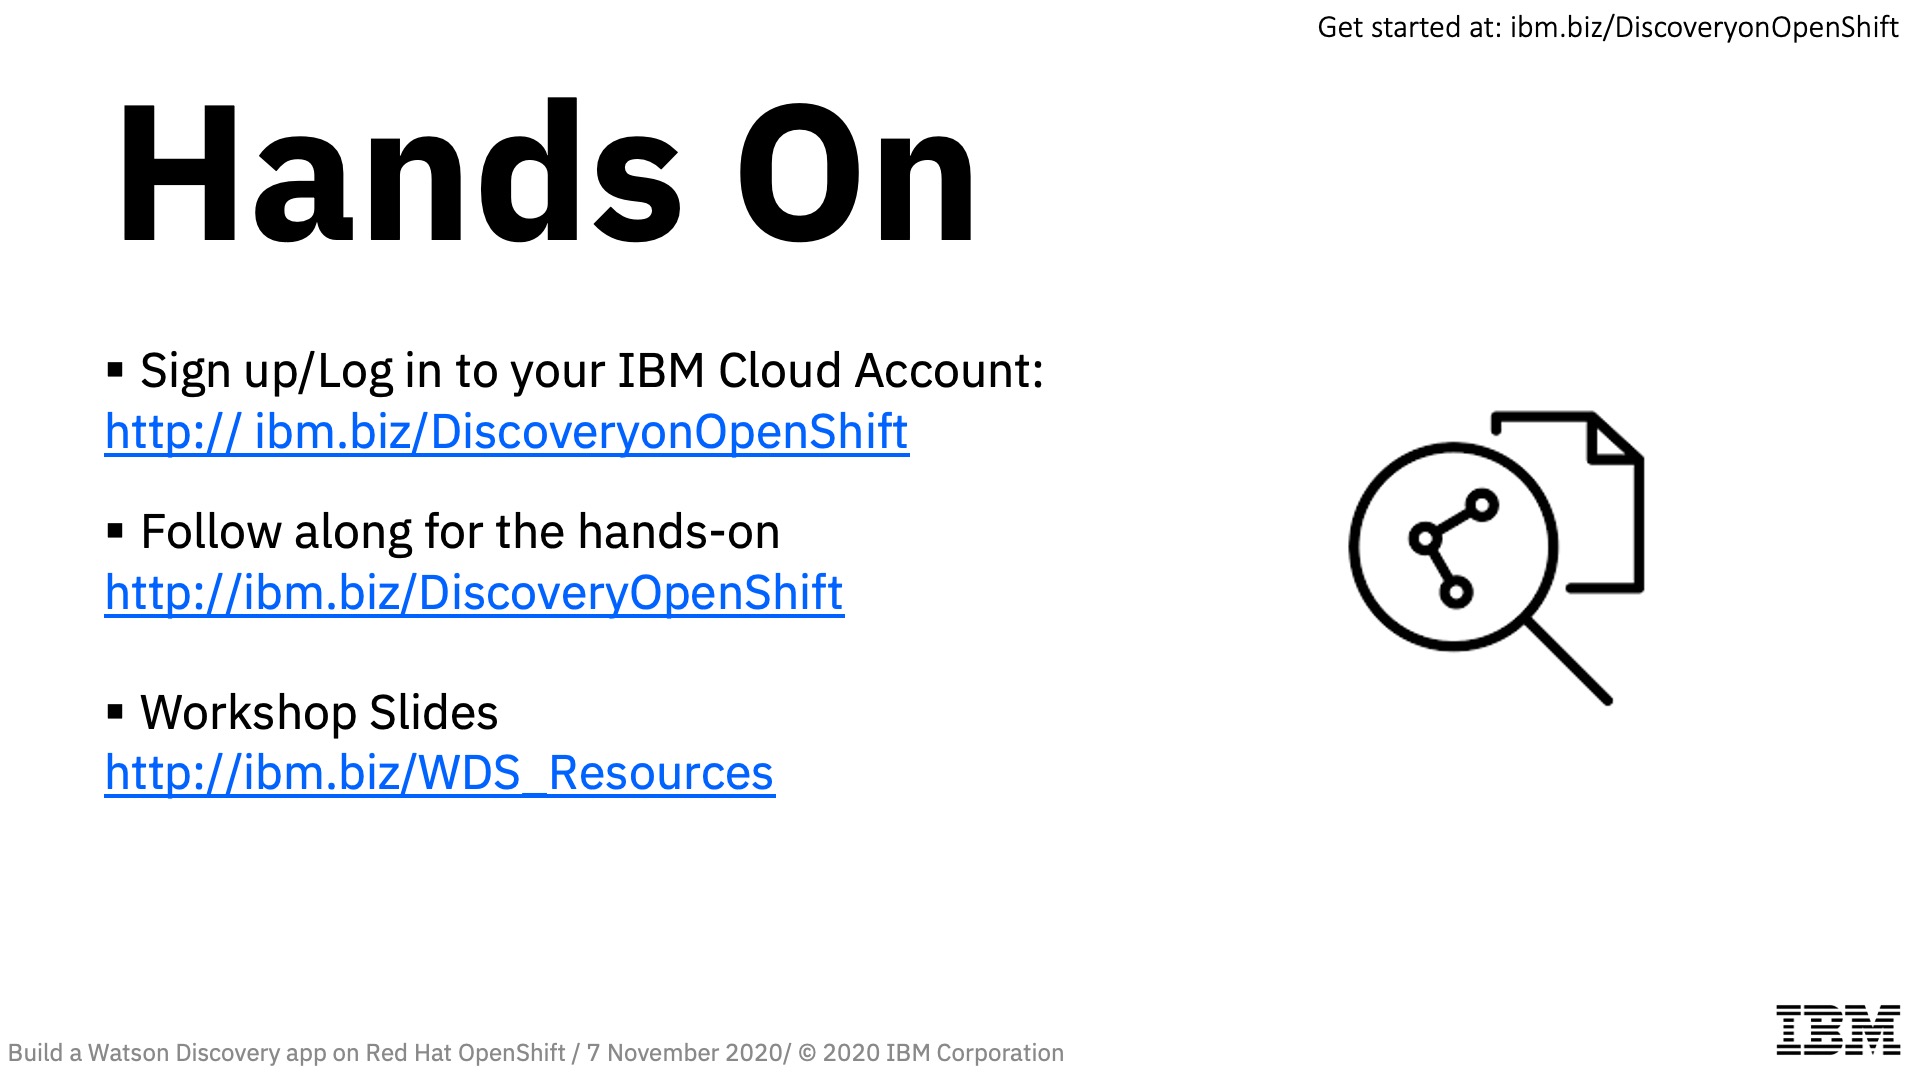 Get started at: ibm.biz/DiscoveryonOpenShift
Hands On
▪ Sign up/Log in to your IBM Cloud Account:
http:// ibm.biz/DiscoveryonOpenShift
▪ Follow along for the hands-on
http://ibm.biz/DiscoveryOpenShift
▪ Workshop Slides
http://ibm.biz/WDS_Resources
Build a Watson Discovery app on Red Hat OpenShift / 7 November 2020/ © 2020 IBM Corporation
IBM